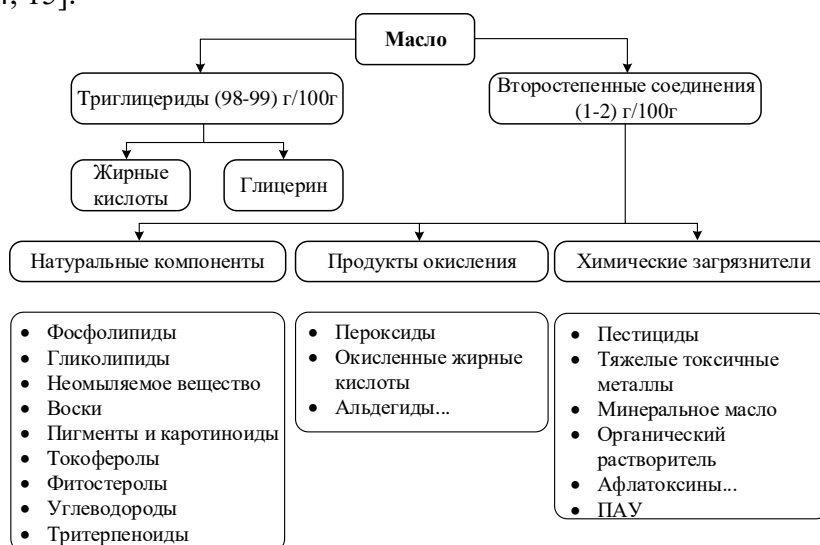 15].
Масло
Триглицериды (98-99) г/100г
Второстепенные соединения
(1-2) г/100г
Жирные
кислоты
Глицерин
Натуральные компоненты
Продукты окисления
Химические загрязнители
• Фосфолипиды
• Гликолипиды
• Неомыляемое вещество
• Воски
• Пигменты и каротиноиды
• Токоферолы
• Фитостеролы
• Углеводороды
• Тритерпеноиды
• Пероксиды
• Окисленные жирные
кислоты
• Альдегиды...
• Пестициды
• Тяжелые токсичные
металлы
• Минеральное масло
• Органический
растворитель
• Афлатоксины...
• ПАУ